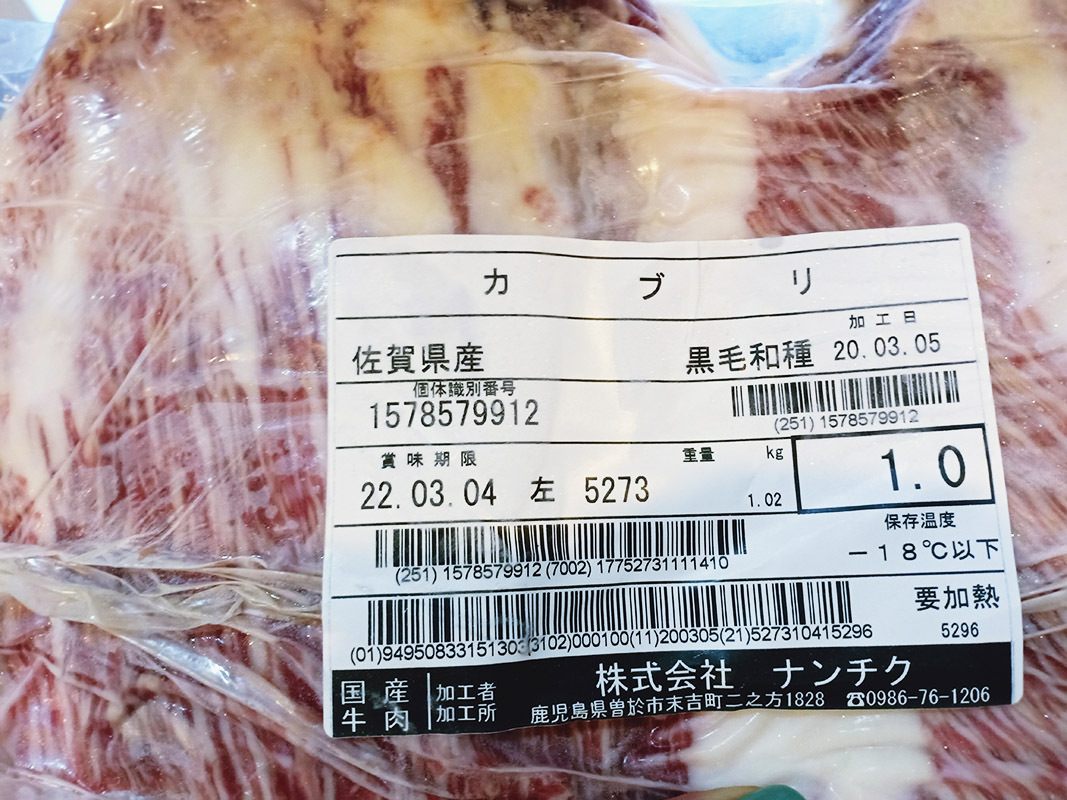 カブリ
加工日
佐賀県産 黒毛和種 20.03.05
個体識別番号
1578579912
(251) 1578579912
賞味期限 重量 kg
22.03.04 左 5273 1.02 1.0
保存温度
(251) 1578579912 (7002) 17752731111410 －18℃以下
要加熱
(01)94950833151303(3102)000100(11)200305(21)527310415296 5296
国産 加工者 株式会社 ナンチク
牛肉 加工所 鹿児島県曽於市末吉町二之方1828 ☎0986-76-1206